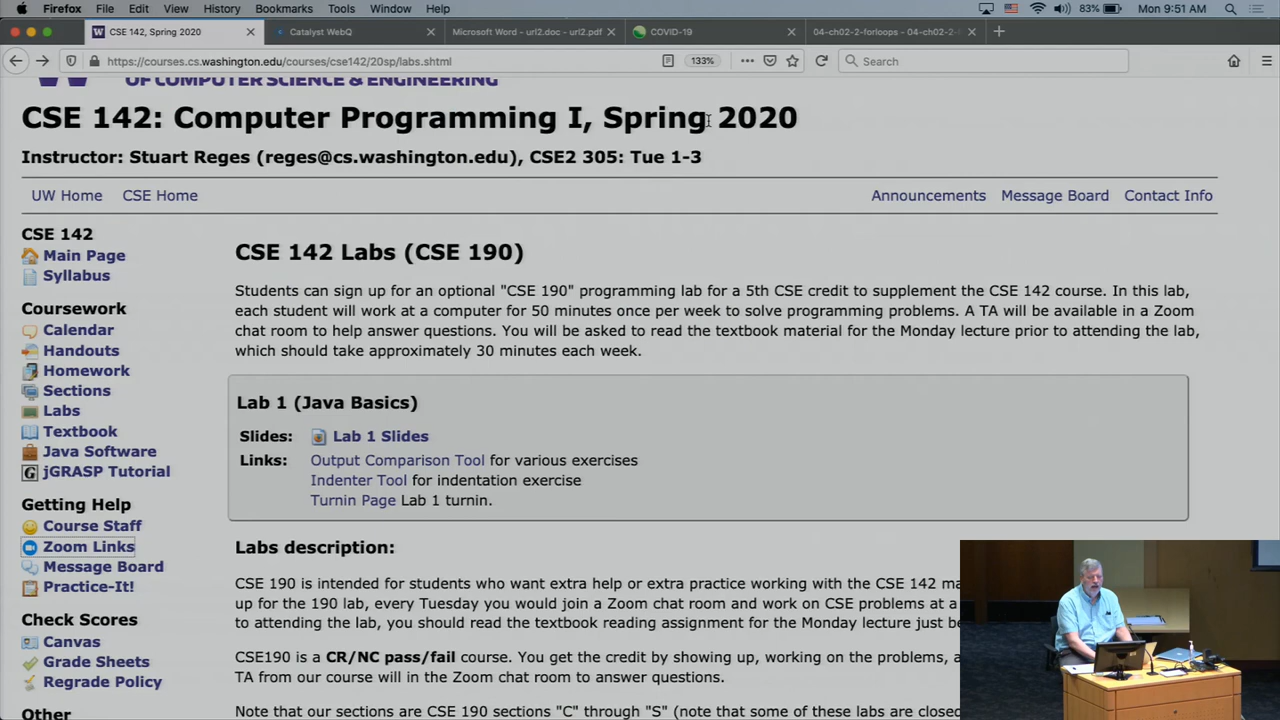 Firefox File Edit View History Bookmarks Tools Window Help 83% Mon 9:51 AM
CSE 142, Spring 2020 Catalyst WebQ Microsoft Word - url2.doc - url2.pdf COVID-19 04-ch02-2-forloops - 04-ch02-2-
https://courses.cs.washington.edu/courses/cse142/20sp/labs.shtml 133% Search
OF COMPUTER SCIENCE & ENGINEERING
CSE 142: Computer Programming I, Spring 2020
Instructor: Stuart Reges (reges@cs.washington.edu), CSE2 305: Tue 1-3
UW Home CSE Home Announcements Message Board Contact Info
CSE 142
Main Page
Syllabus
Coursework
Calendar
Handouts
Homework
Sections
Labs
Textbook
Java Software
jGRASP Tutorial
Getting Help
Course Staff
Zoom Links
Message Board
Practice-It!
Check Scores
Canvas
Grade Sheets
Regrade Policy
Other
CSE 142 Labs (CSE 190)
Students can sign up for an optional "CSE 190" programming lab for a 5th CSE credit to supplement the CSE 142 course. In this lab,
each student will work at a computer for 50 minutes once per week to solve programming problems. A TA will be available in a Zoom
chat room to help answer questions. You will be asked to read the textbook material for the Monday lecture prior to attending the lab,
which should take approximately 30 minutes each week.
Lab 1 (Java Basics)
Slides: Lab 1 Slides
Links: Output Comparison Tool for various exercises
Indenter Tool for indentation exercise
Turnin Page Lab 1 turnin.
Labs description:
CSE 190 is intended for students who want extra help or extra practice working with the CSE 142 ma
up for the 190 lab, every Tuesday you would join a Zoom chat room and work on CSE problems at a
to attending the lab, you should read the textbook reading assignment for the Monday lecture just be
CSE190 is a CR/NC pass/fail course. You get the credit by showing up, working on the problems, a
TA from our course will in the Zoom chat room to answer questions.
Note that our sections are CSE 190 sections "C" through "S" (note that some of these labs are closed